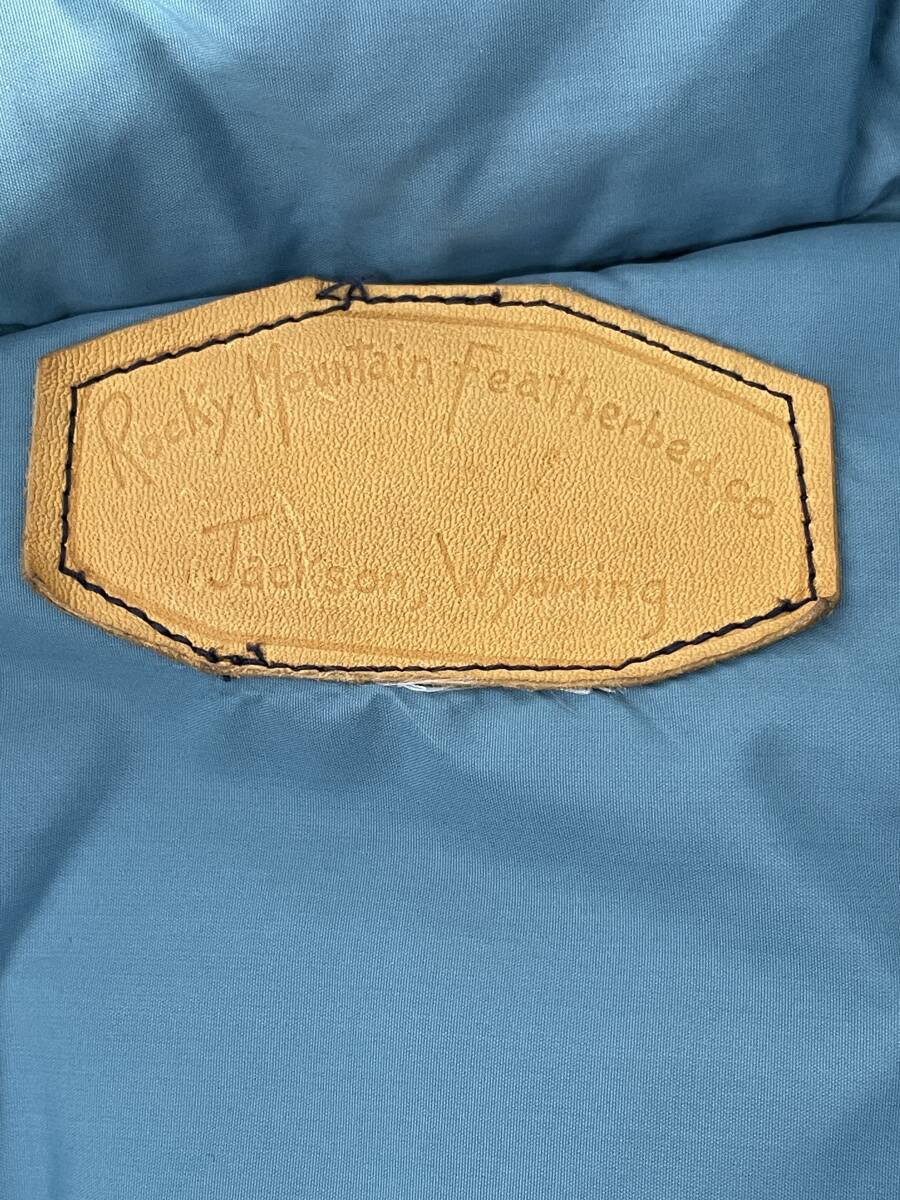 Rocky Mountain Featherbed.co
Jackson, Wyoming